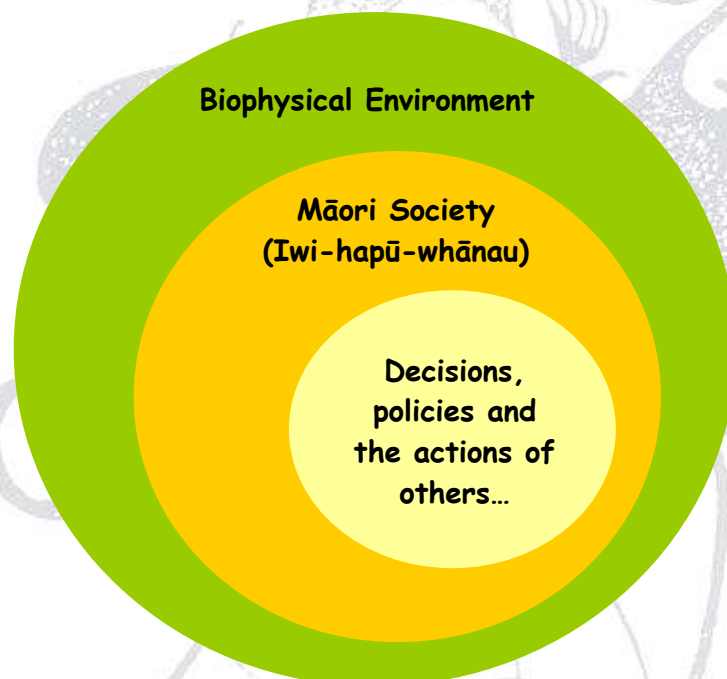 Biophysical Environment
Māori Society
(Iwi-hapū-whānau)
Decisions,
policies and
the actions of
others…